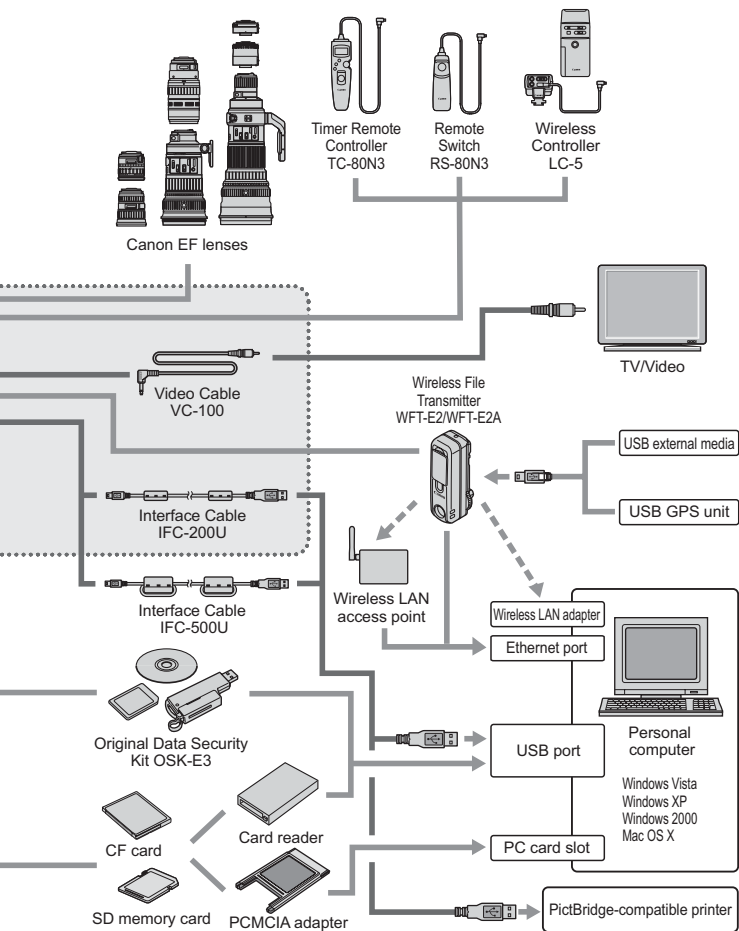 Timer Remote
Controller
TC-80N3
Remote
Switch
RS-80N3
Wireless
Controller
LC-5
Canon EF lenses
TV/Video
Video Cable
VC-100
Wireless File
Transmitter
WFT-E2/WFT-E2A
USB external media
USB GPS unit
Interface Cable
IFC-200U
Wireless LAN
access point
Wireless LAN adapter
Ethernet port
Interface Cable
IFC-500U
Original Data Security
Kit OSK-E3
USB port
Personal
computer
Windows Vista
Windows XP
Windows 2000
Mac OS X
CF card
Card reader
PC card slot
SD memory card
PCMCIA adapter
PictBridge-compatible printer